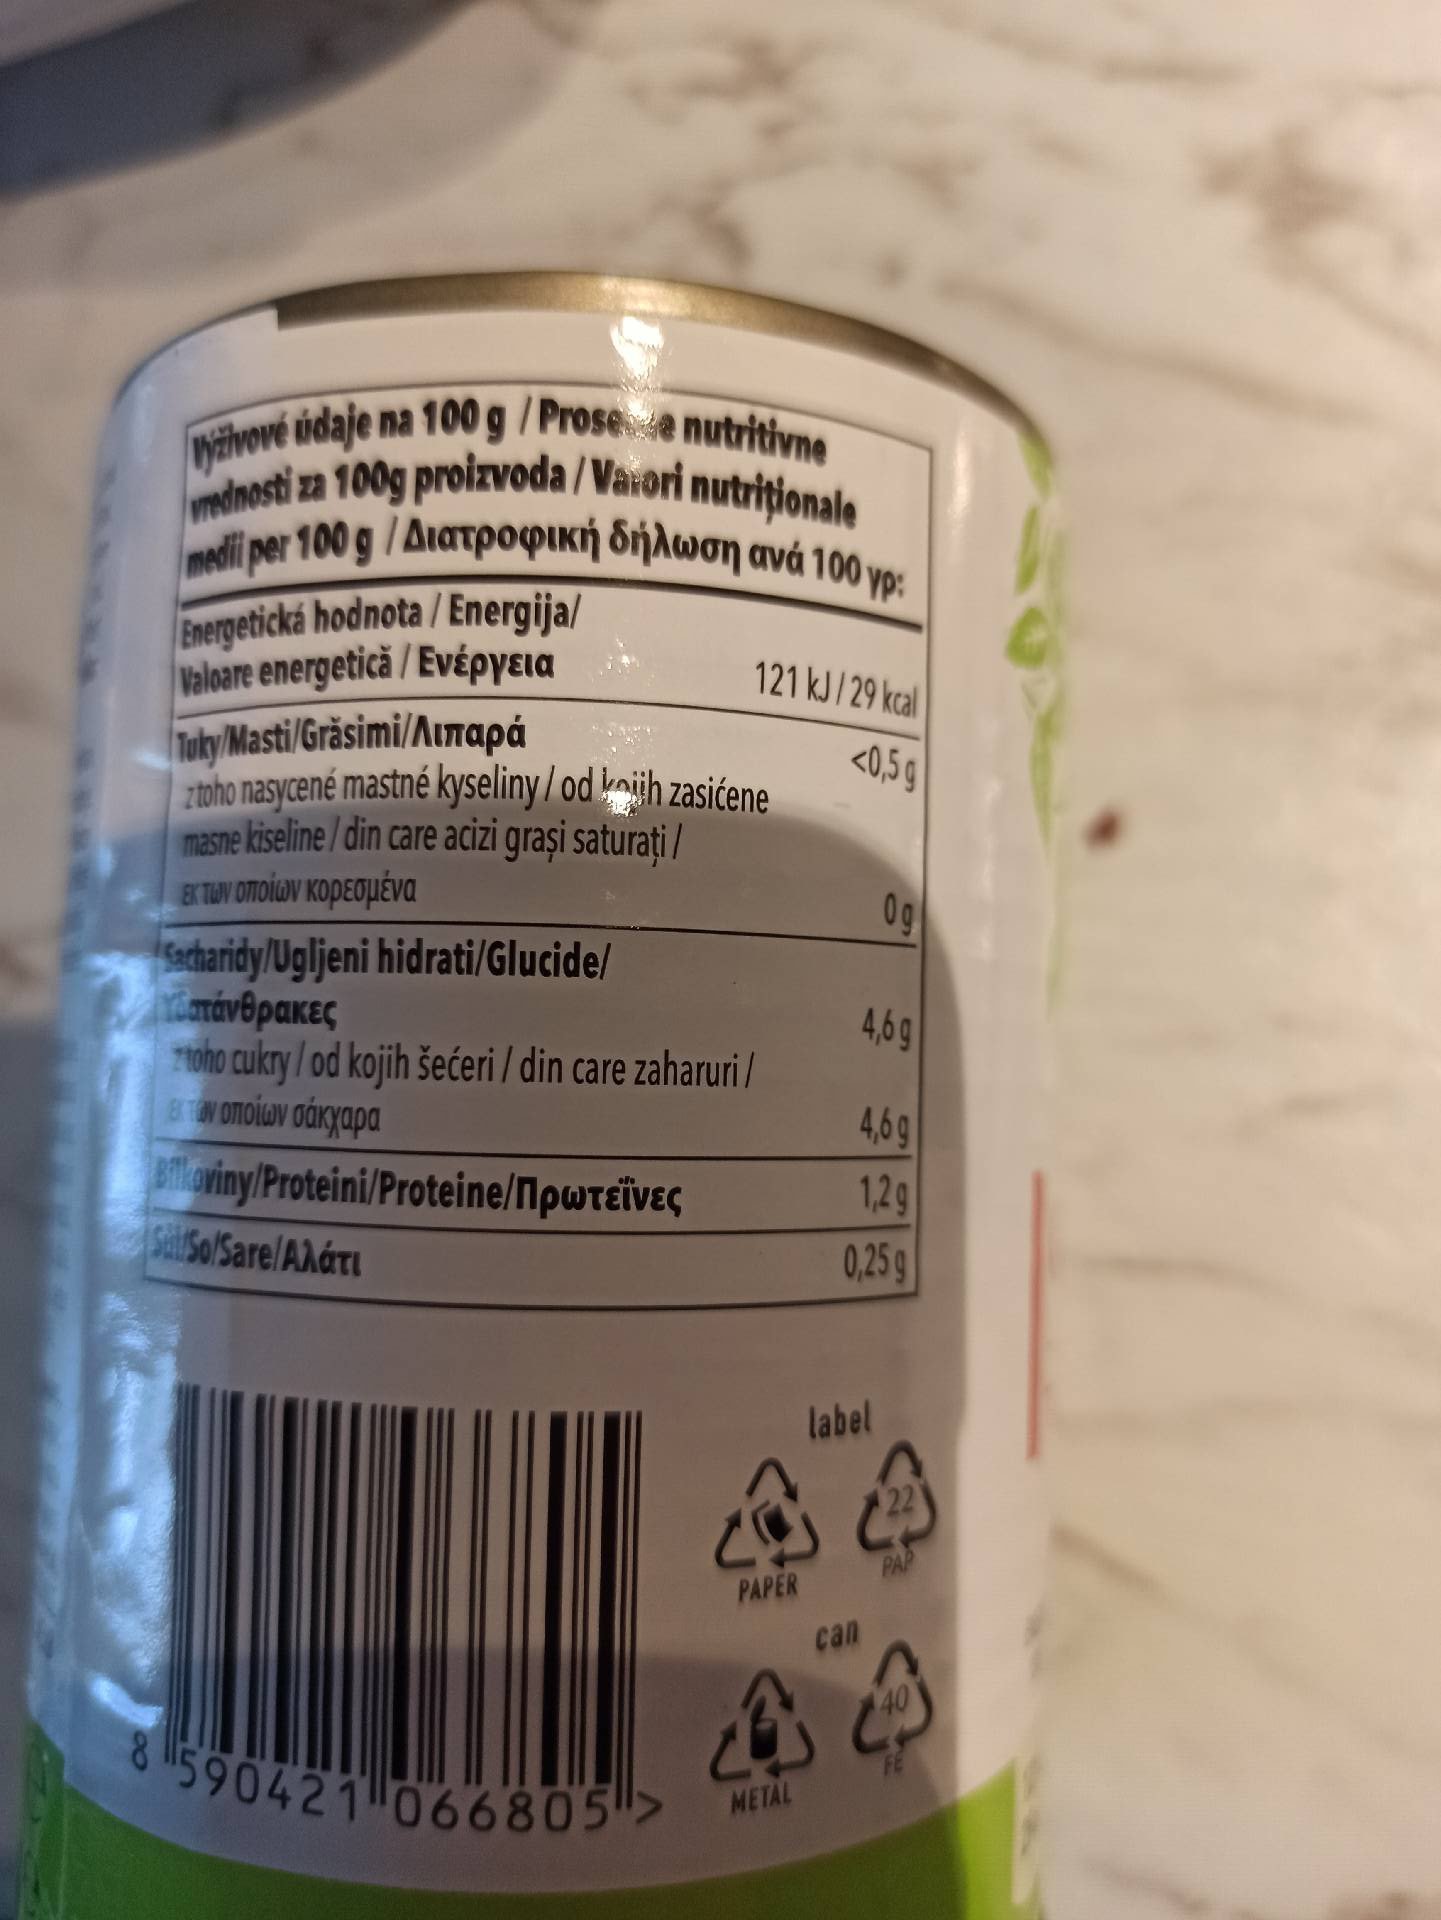 Výživové údaje na 100 g / Prosečne nutritivne
vrednosti za 100g proizvoda / Valori nutriționale
medii per 100 g / Διατροφική δήλωση ανά 100 γρ:
Energetická hodnota / Energija/
Valoare energetică / Ενέργεια 121 kJ / 29 kcal
Tuky/Masti/Grăsimi/Λιπαρά <0,5 g
z toho nasycené mastné kyseliny / od kojih zasićene
masne kiseline / din care acizi grași saturați /
εκ των οποίων κορεσμένα 0 g
Sacharidy/Ugljeni hidrati/Glucide/
Υδατάνθρακες 4,6 g
z toho cukry / od kojih šećeri / din care zaharuri /
εκ των οποίων σάκχαρα 4,6 g
Bílkoviny/Proteini/Proteine/Πρωτεΐνες 1,2 g
Sůl/So/Sare/Αλάτι 0,25 g
label
22
PAPER PAP
can
40
METAL FE
8 590421 066805 >